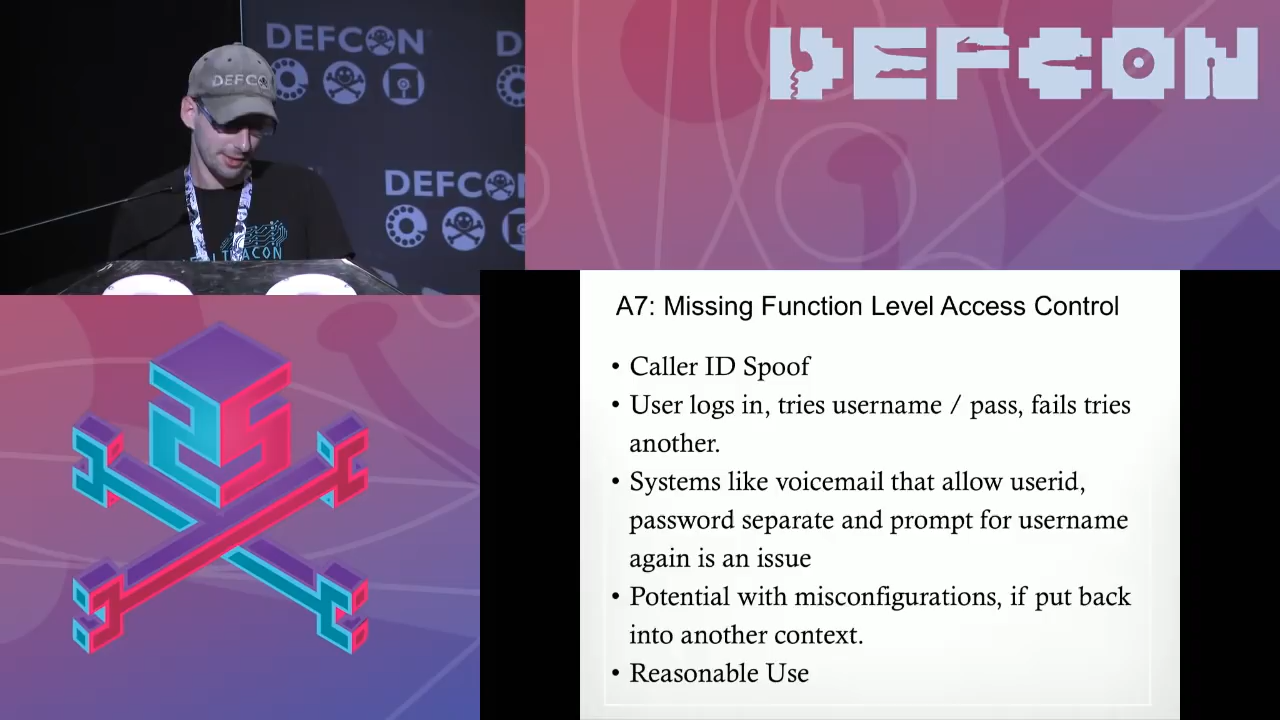 DEFCON
DEFCON
D
DEFCON
DEFCON
A7: Missing Function Level Access Control
• Caller ID Spoof
• User logs in, tries username / pass, fails tries
another.
• Systems like voicemail that allow userid,
password separate and prompt for username
again is an issue
• Potential with misconfigurations, if put back
into another context.
• Reasonable Use
25